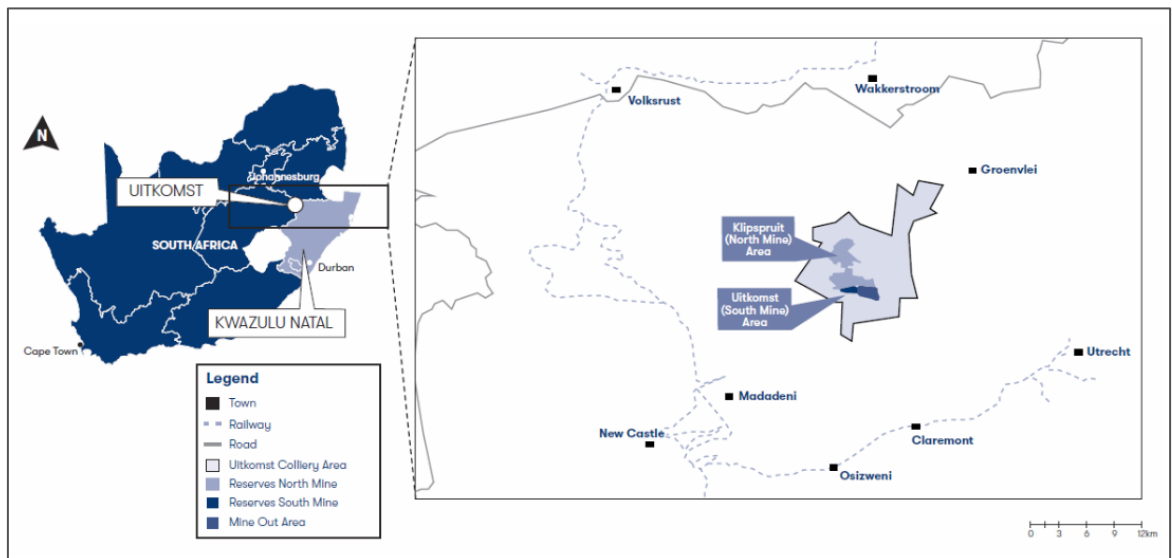 N
Johannesburg
UITKOMST
SOUTH AFRICA
Durban
KWAZULU NATAL
Cape Town
Legend
Town
Railway
Road
Uitkomst Colliery Area
Reserves North Mine
Reserves South Mine
Mine Out Area
Volksrust
Wakkerstroom
Groenvlei
Klipspruit
(North Mine)
Area
Uitkomst
(South Mine)
Area
Utrecht
Madadeni
New Castle
Claremont
Osizweni
0 3 6 9 12km